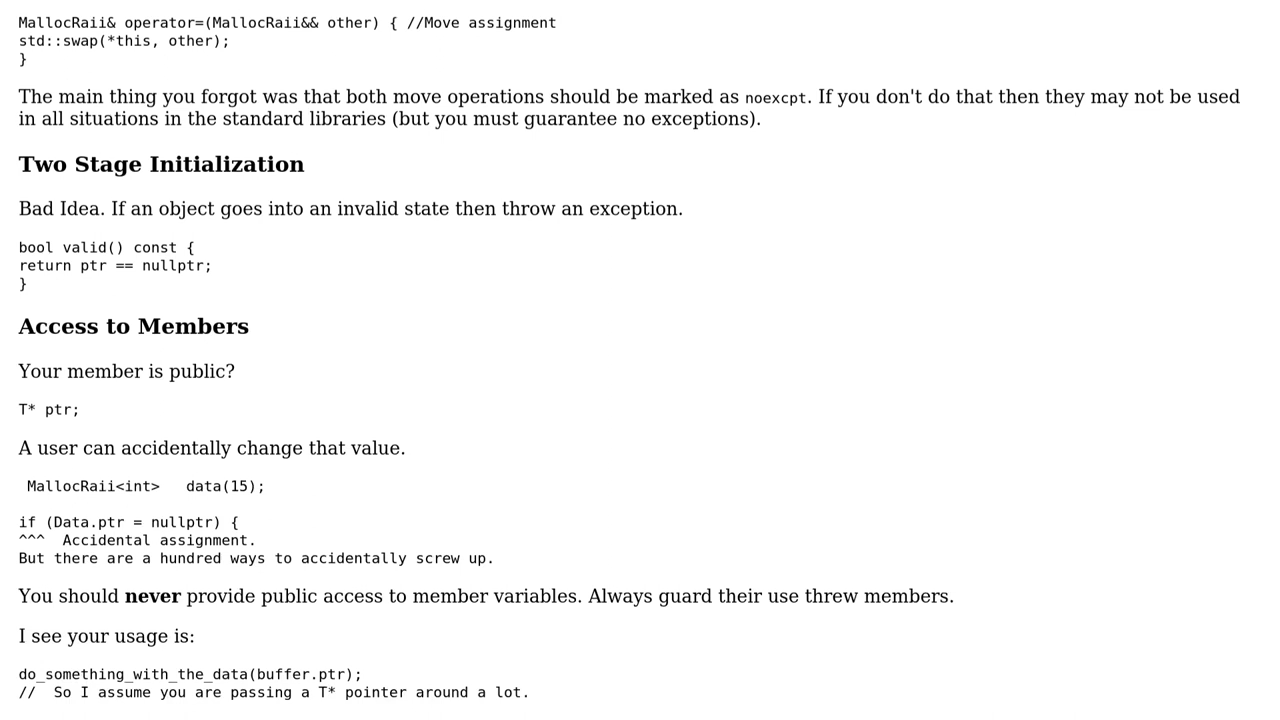 MallocRaii& operator=(MallocRaii&& other) { //Move assignment
std::swap(*this, other);
}
The main thing you forgot was that both move operations should be marked as noexcpt. If you don't do that then they may not be used
in all situations in the standard libraries (but you must guarantee no exceptions).
Two Stage Initialization
Bad Idea. If an object goes into an invalid state then throw an exception.
bool valid() const {
return ptr == nullptr;
}
Access to Members
Your member is public?
T* ptr;
A user can accidentally change that value.
MallocRaii<int>   data(15);
if (Data.ptr = nullptr) {
^^^  Accidental assignment.
But there are a hundred ways to accidentally screw up.
You should never provide public access to member variables. Always guard their use threw members.
I see your usage is:
do_something_with_the_data(buffer.ptr);
//  So I assume you are passing a T* pointer around a lot.